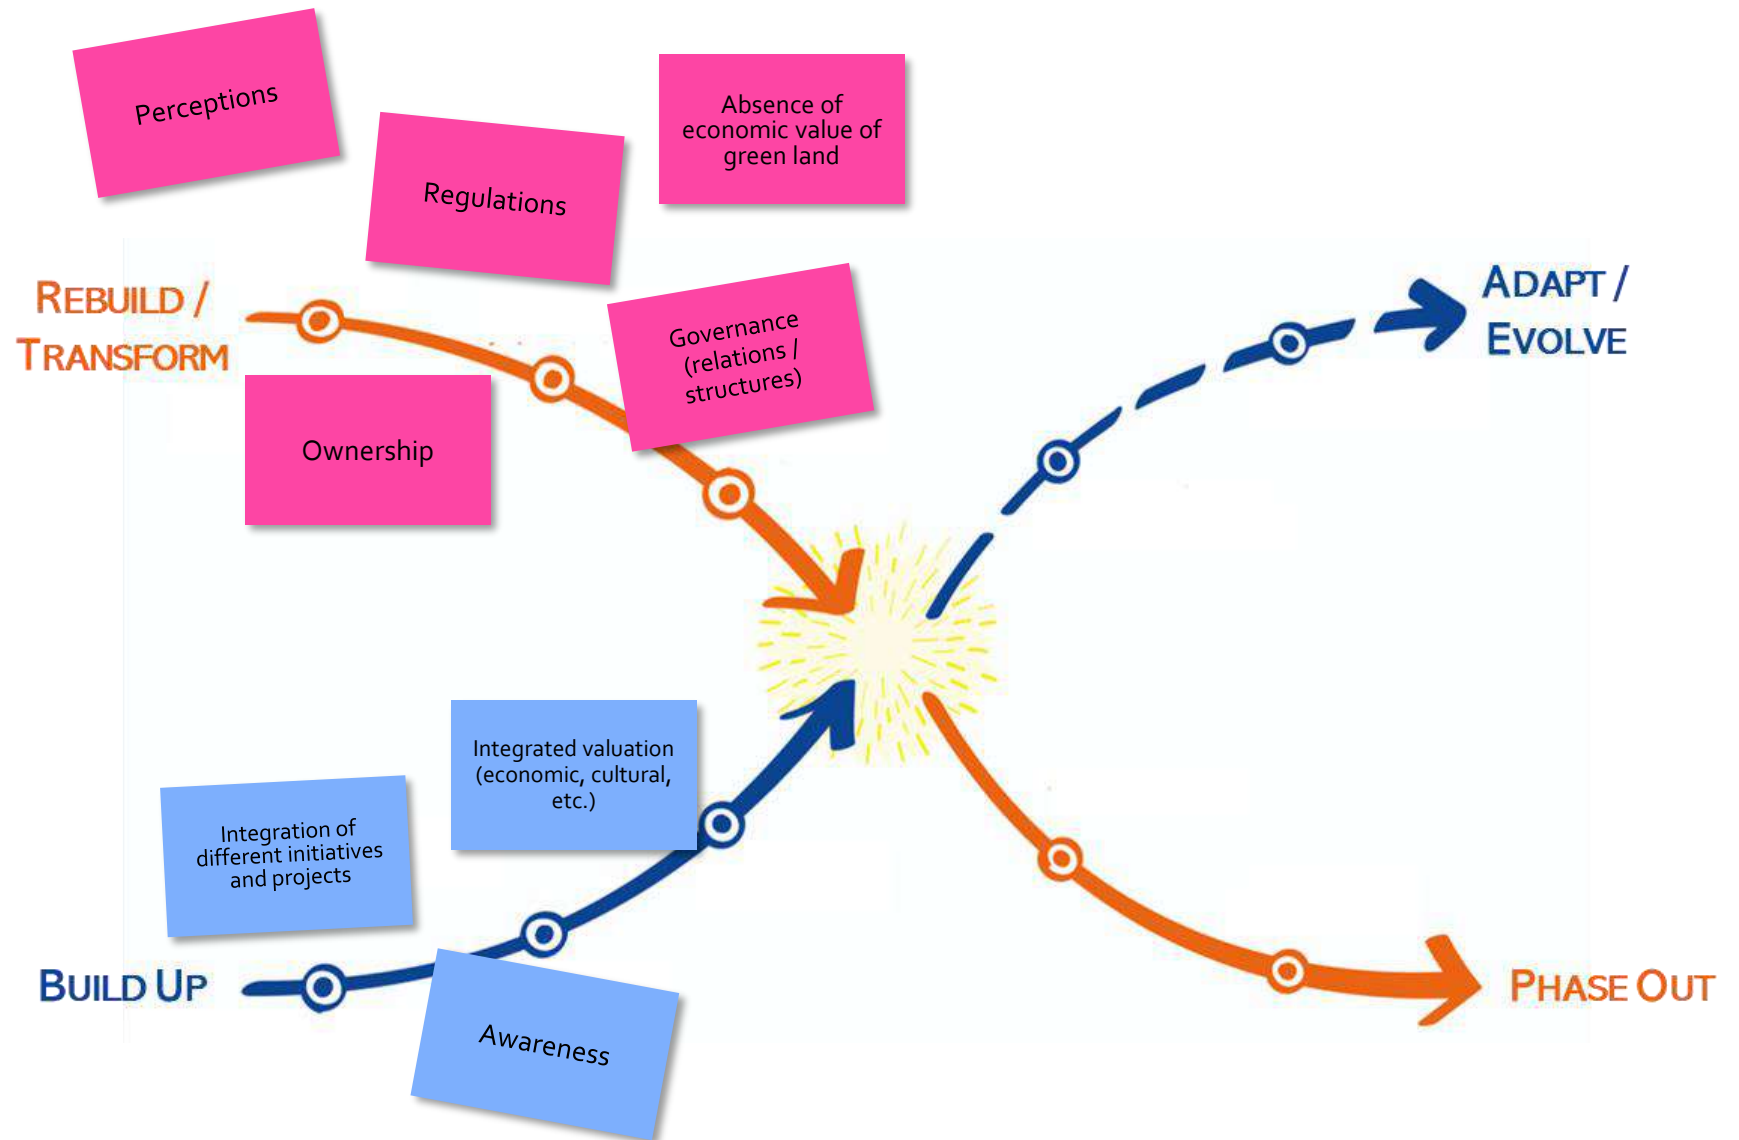 Perceptions
Regulations
Absence of
economic value of
green land
REBUILD /
TRANSFORM
Governance
(relations /
structures)
Ownership
ADAPT /
EVOLVE
Integrated valuation
(economic, cultural,
etc.)
Integration of
different initiatives
and projects
BUILD UP
Awareness
PHASE OUT